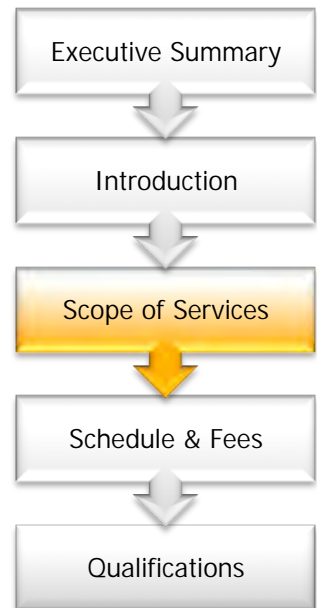 Executive Summary
Introduction
Scope of Services
Schedule & Fees
Qualifications